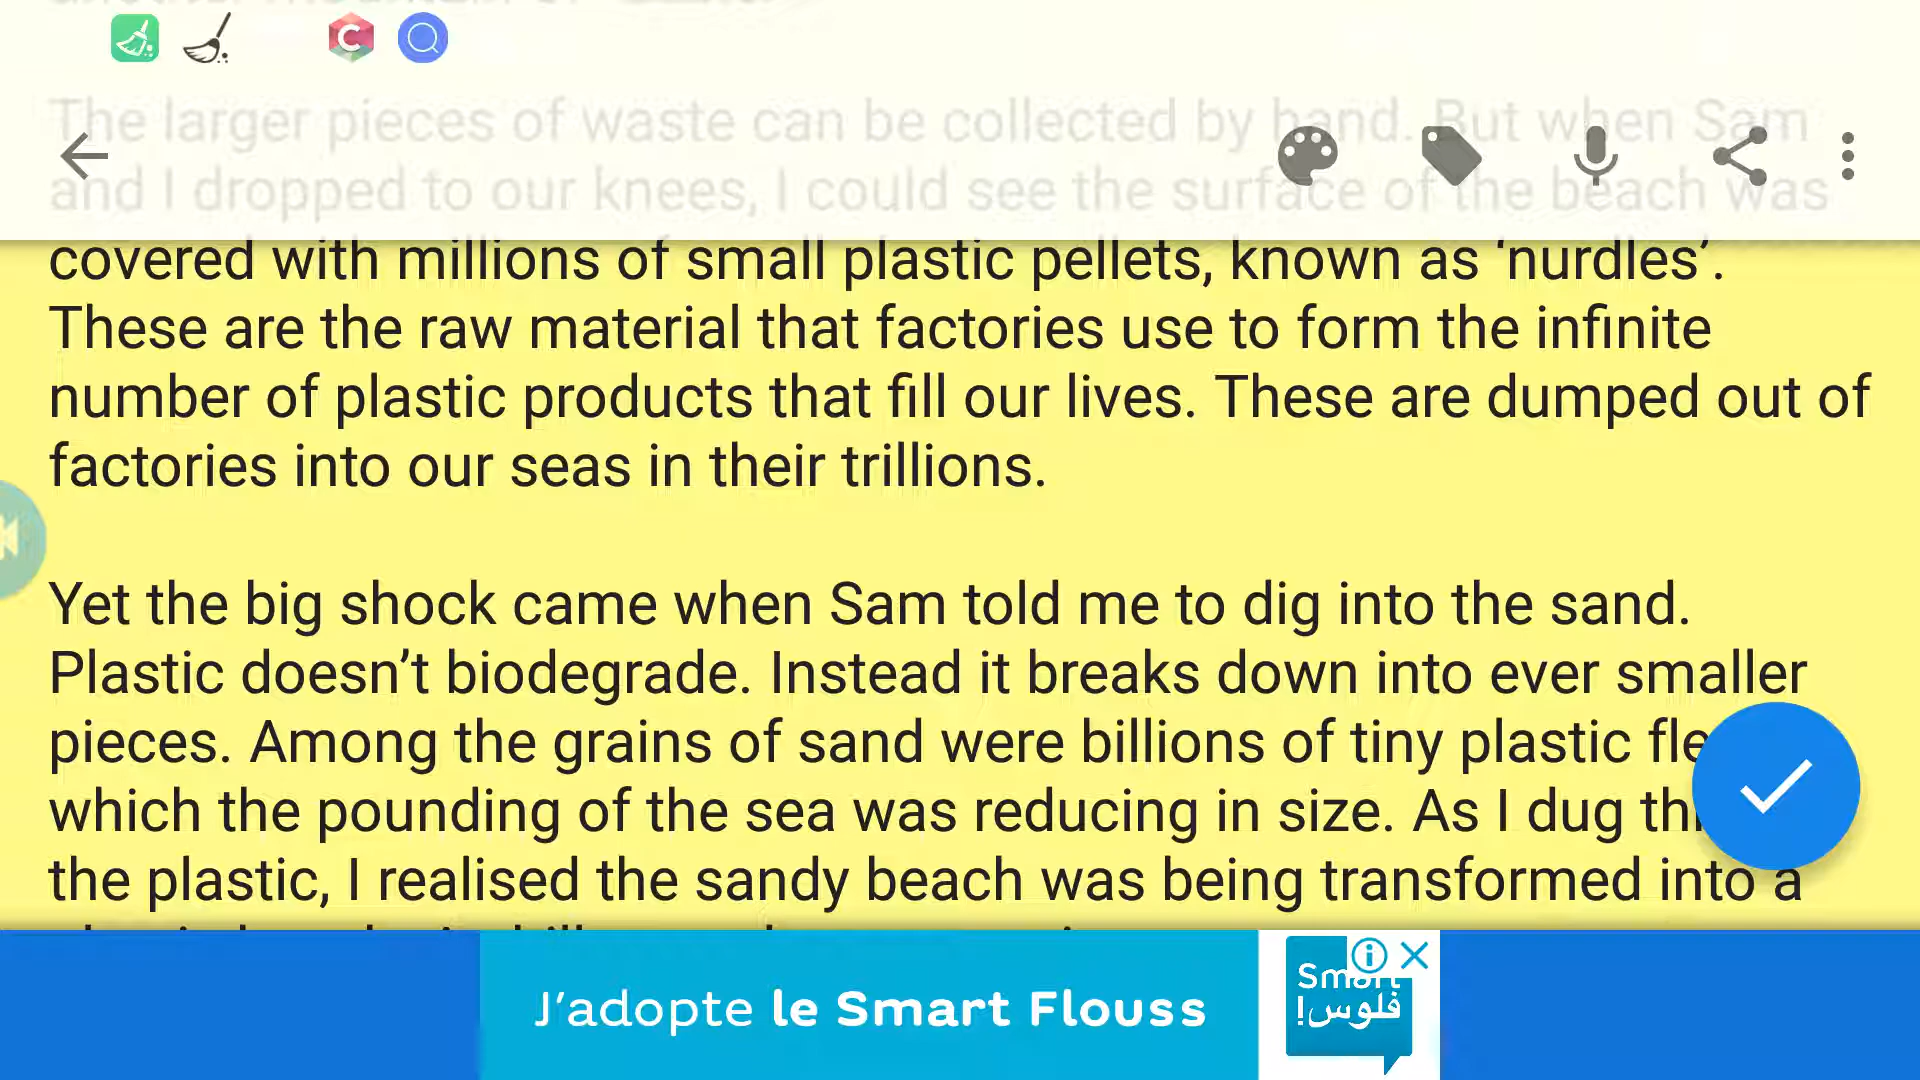 The larger pieces of waste can be collected by hand. But when Sam
and I dropped to our knees, I could see the surface of the beach was
covered with millions of small plastic pellets, known as ‘nurdles’.
These are the raw material that factories use to form the infinite
number of plastic products that fill our lives. These are dumped out of
factories into our seas in their trillions.
Yet the big shock came when Sam told me to dig into the sand.
Plastic doesn’t biodegrade. Instead it breaks down into ever smaller
pieces. Among the grains of sand were billions of tiny plastic
which the pounding of the sea was reducing in size. As I dug
the plastic, I realised the sandy beach was being transformed into a
J’adopte le Smart Flouss
Smart
فلوس!